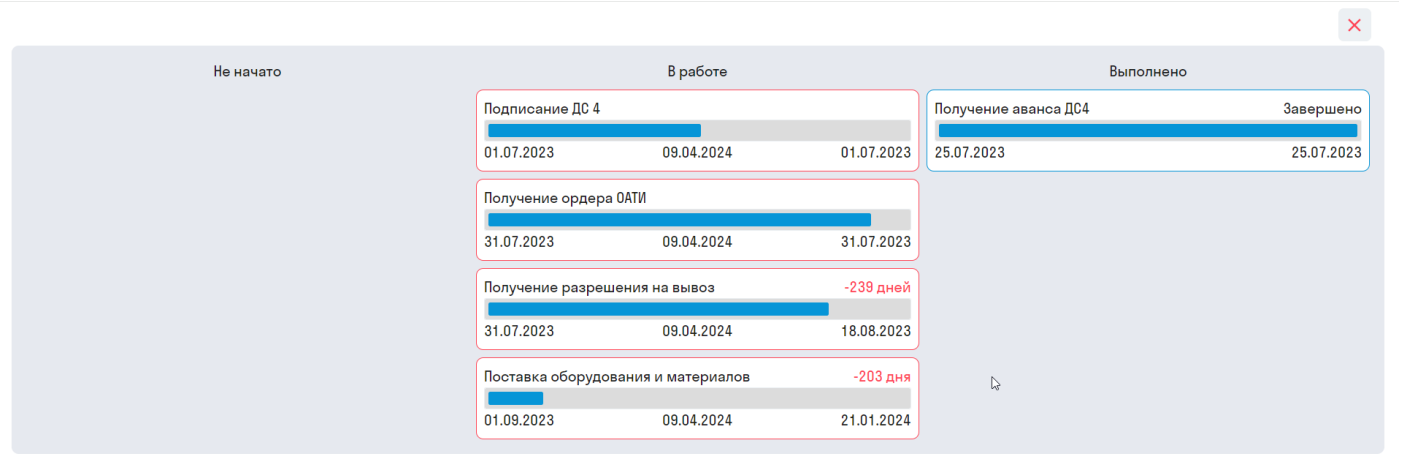 Не начато
В работе
Выполнено
Подписание ДС 4
01.07.2023 09.04.2024 01.07.2023
Получение ордера ОАТИ
31.07.2023 09.04.2024 31.07.2023
Получение разрешения на вывоз -239 дней
31.07.2023 09.04.2024 18.08.2023
Поставка оборудования и материалов -203 дня
01.09.2023 09.04.2024 21.01.2024
Получение аванса ДС4 Завершено
25.07.2023 25.07.2023